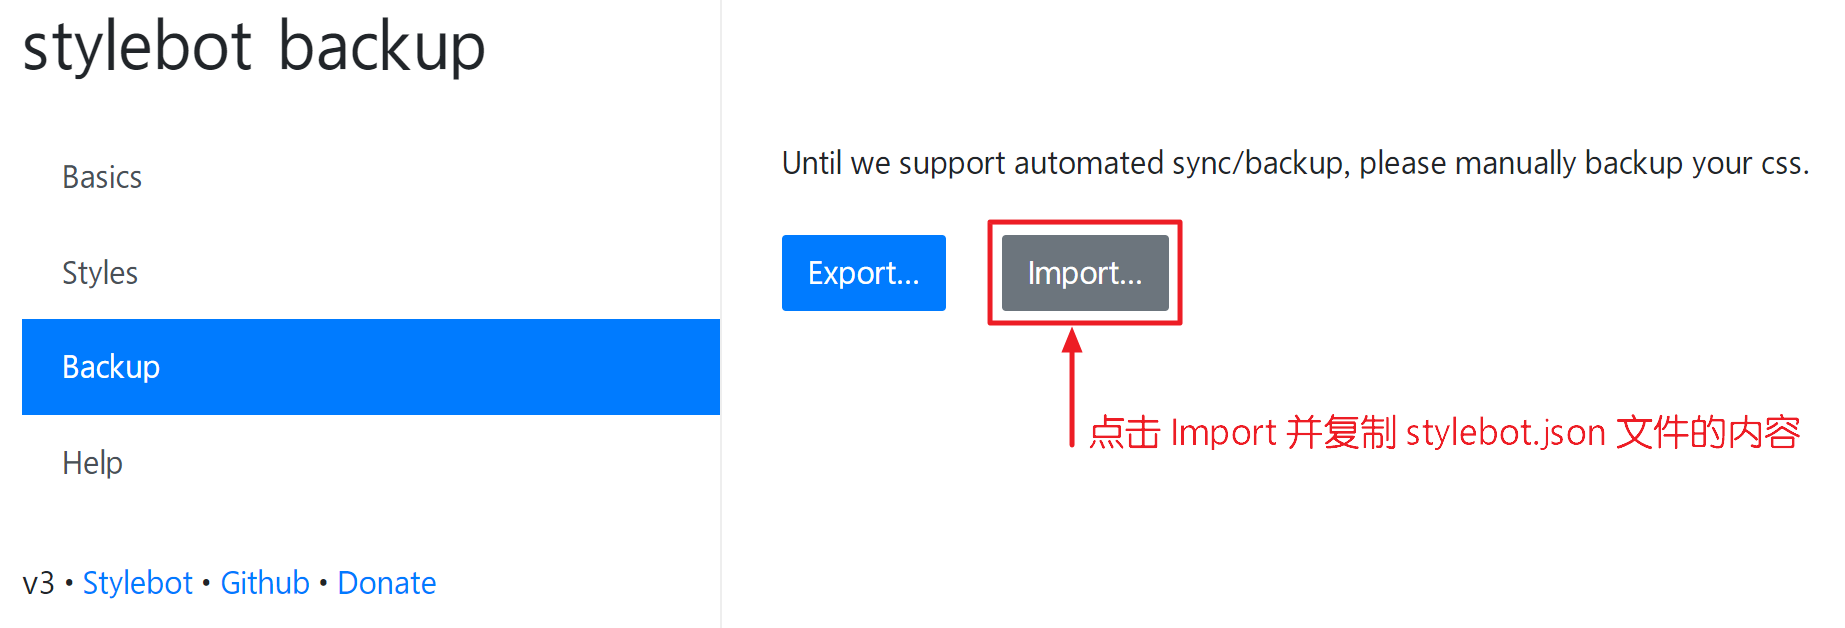 stylebot backup
Basics
Styles
Backup
Help
v3 • Stylebot • Github • Donate
Until we support automated sync/backup, please manually backup your css.
Export...
Import...
点击 Import 并复制 stylebot.json 文件的内容